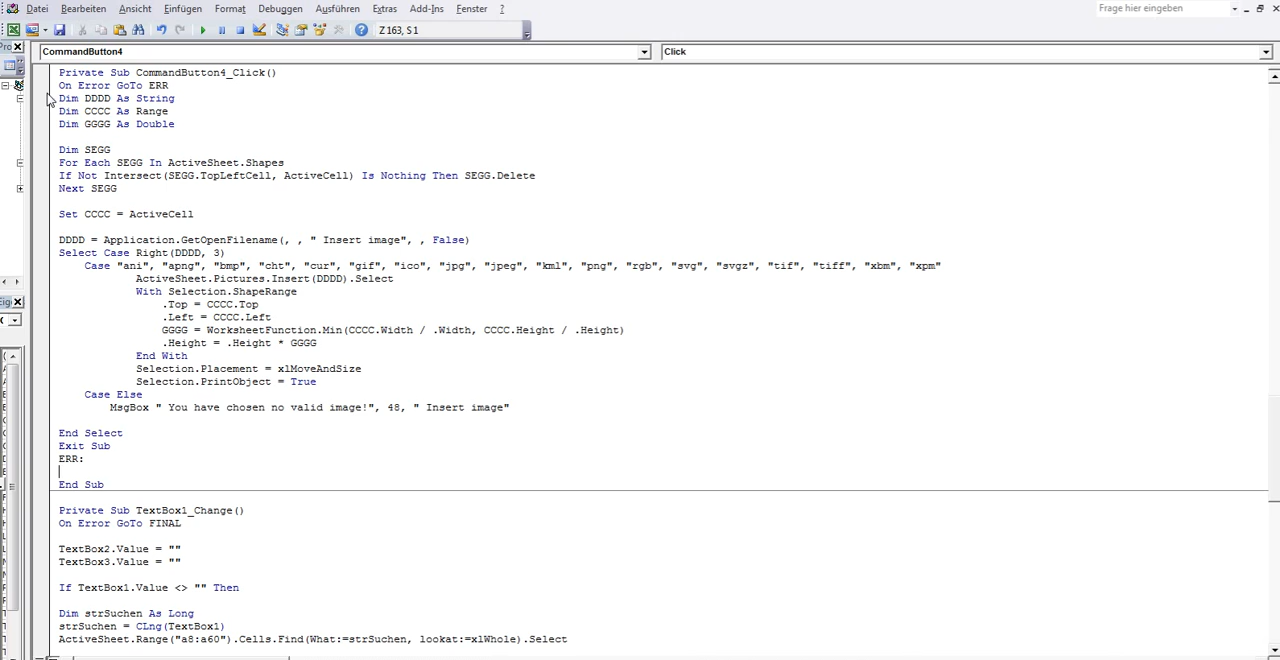 Datei Bearbeiten Ansicht Einfügen Format Debuggen Ausführen Extras Add-Ins Fenster ? Frage hier eingeben
Z 163, S 1
CommandButton4 Click
Private Sub CommandButton4_Click()
On Error GoTo ERR
Dim DDDD As String
Dim CCCC As Range
Dim GGGG As Double
Dim SEGG
For Each SEGG In ActiveSheet.Shapes
If Not Intersect(SEGG.TopLeftCell, ActiveCell) Is Nothing Then SEGG.Delete
Next SEGG
Set CCCC = ActiveCell
DDDD = Application.GetOpenFilename(, , " Insert image", , False)
Select Case Right(DDDD, 3)
Case "ani", "apng", "bmp", "cht", "cur", "gif", "ico", "jpg", "jpeg", "kml", "png", "rgb", "svg", "svgz", "tif", "tiff", "xbm", "xpm"
ActiveSheet.Pictures.Insert(DDDD).Select
With Selection.ShapeRange
.Top = CCCC.Top
.Left = CCCC.Left
GGGG = WorksheetFunction.Min(CCCC.Width / .Width, CCCC.Height / .Height)
.Height = .Height * GGGG
End With
Selection.Placement = xlMoveAndSize
Selection.PrintObject = True
Case Else
MsgBox " You have chosen no valid image!", 48, " Insert image"
End Select
Exit Sub
ERR:
End Sub
Private Sub TextBox1_Change()
On Error GoTo FINAL
TextBox2.Value = ""
TextBox3.Value = ""
If TextBox1.Value <> "" Then
Dim strSuchen As Long
strSuchen = CLng(TextBox1)
ActiveSheet.Range("a8:a60").Cells.Find(What:=strSuchen, lookat:=xlWhole).Select